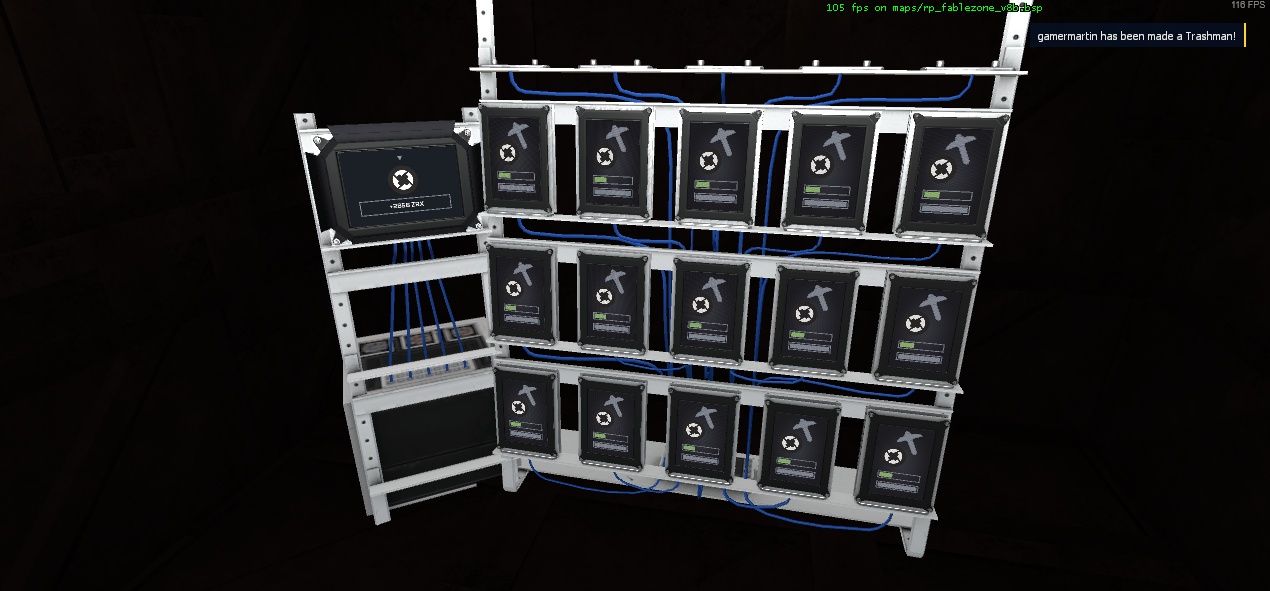 105 fps on maps/rp_fablezone_v8b.bsp
116 FPS
gamermartin has been made a Trashman!